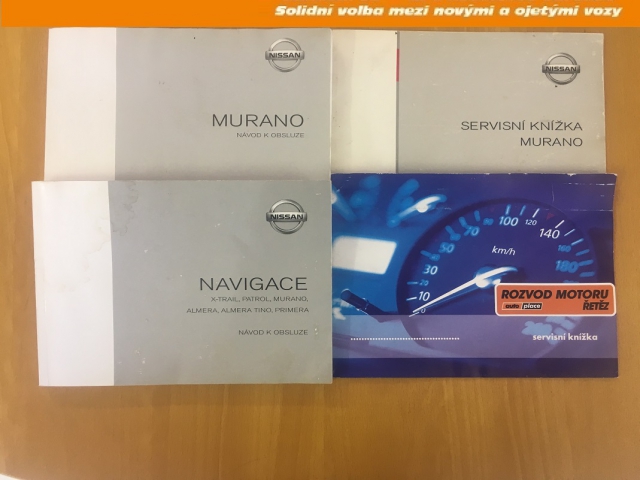 Solidní volba mezi novými a ojetými vozy
NISSAN
MURANO
NÁVOD K OBSLUZE
NISSAN
SERVISNÍ KNÍŽKA
MURANO
NISSAN
NAVIGACE
X-TRAIL, PATROL, MURANO,
ALMERA, ALMERA TINO, PRIMERA
NÁVOD K OBSLUZE
10
30
50
70
80
100
120
140
160
180
km/h
ROZVOD MOTORU
auto place ŘETĚZ
servisní knížka